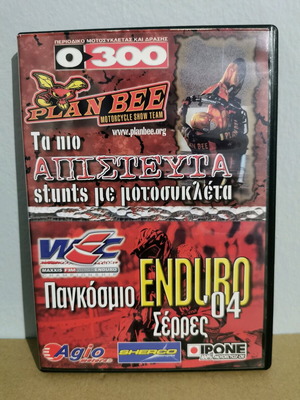 ΠΕΡΙΟΔΙΚΟ ΜΟΤΟΣΥΚΛΕΤΑΣ ΚΑΙ ΔΡΑΣΗΣ
0 300
PLAN BEE
MOTORCYCLE SHOW TEAM
www.planbee.org
Τα πιο
ΑΠΙΣΤΕΥΤΑ
stunts με μοτοσυκλέτα
WEC
MAXXIS FIM ENDURO
Παγκόσμιο ENDURO 04
Σέρρες
Agio
SHERCO
IPONE